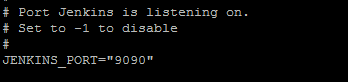 # Port Jenkins is listening on.
# Set to -1 to disable
#
JENKINS_PORT="9090"